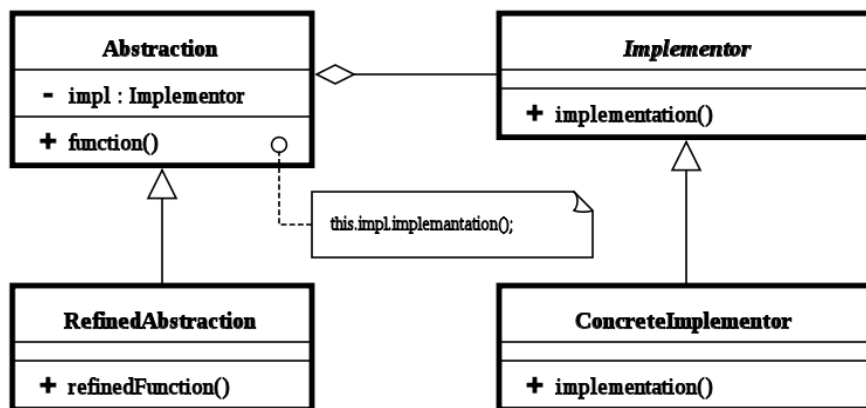 Abstraction
- impl : Implementor
+ function()
Implementor
+ implementation()
this.impl.implemantation();
RefinedAbstraction
+ refinedFunction()
ConcreteImplementor
+ implementation()